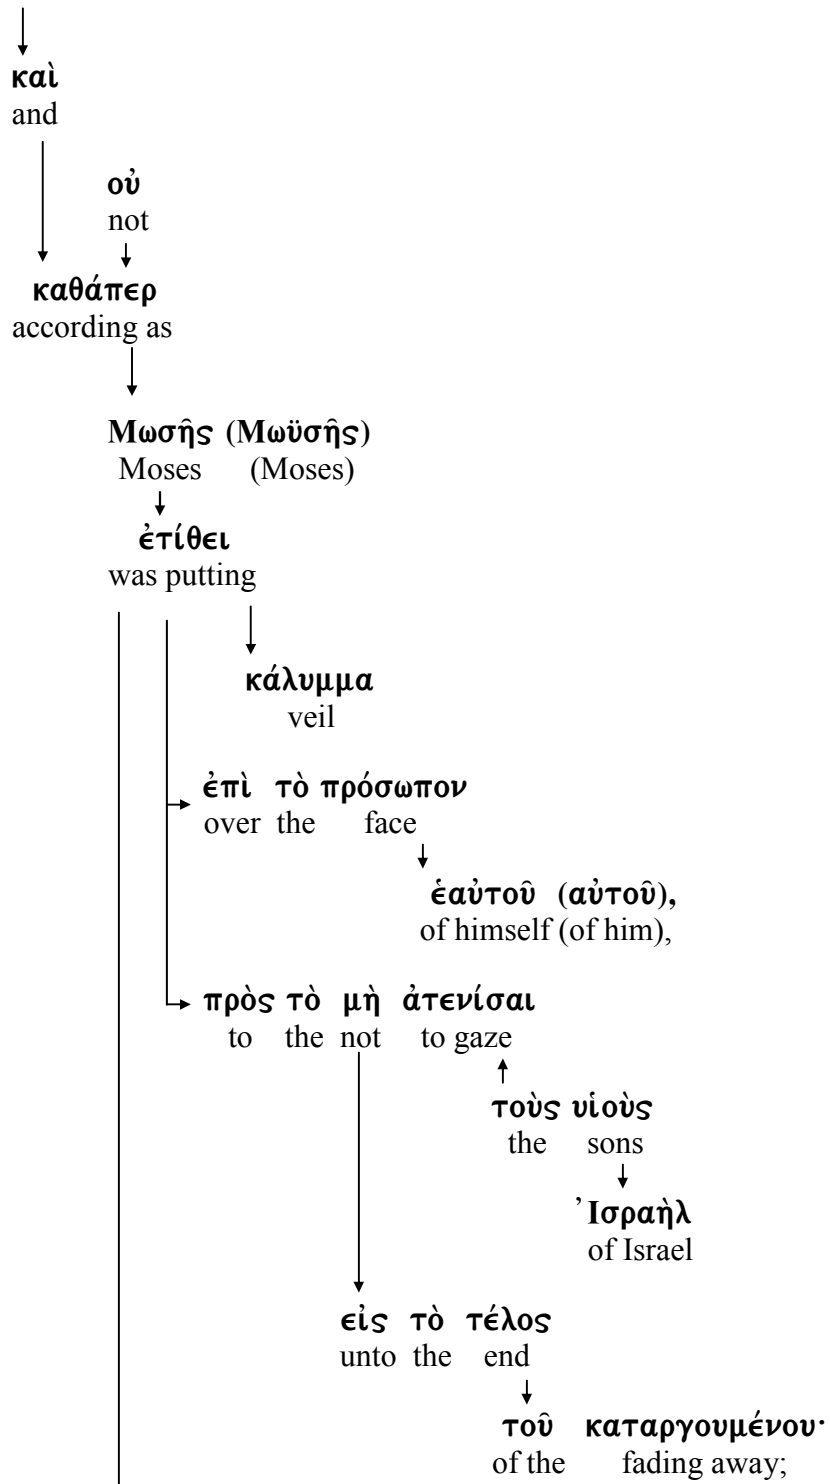 καὶ
and
οὐ
not
καθάπερ
according as
Μωσῆς (Μωϋσῆς)
Moses (Moses)
ἐτίθει
was putting
κάλυμμα
veil
ἐπὶ τὸ πρόσωπον
over the face
ἑαὐτοῦ (αὐτοῦ),
of himself (of him),
πρὸς τὸ μὴ ἀτενίσαι
to the not to gaze
τοὺς υἱοὺς
the sons
Ἰσραὴλ
of Israel
εἰς τὸ τέλος
unto the end
τοῦ καταργουμένου·
of the fading away;